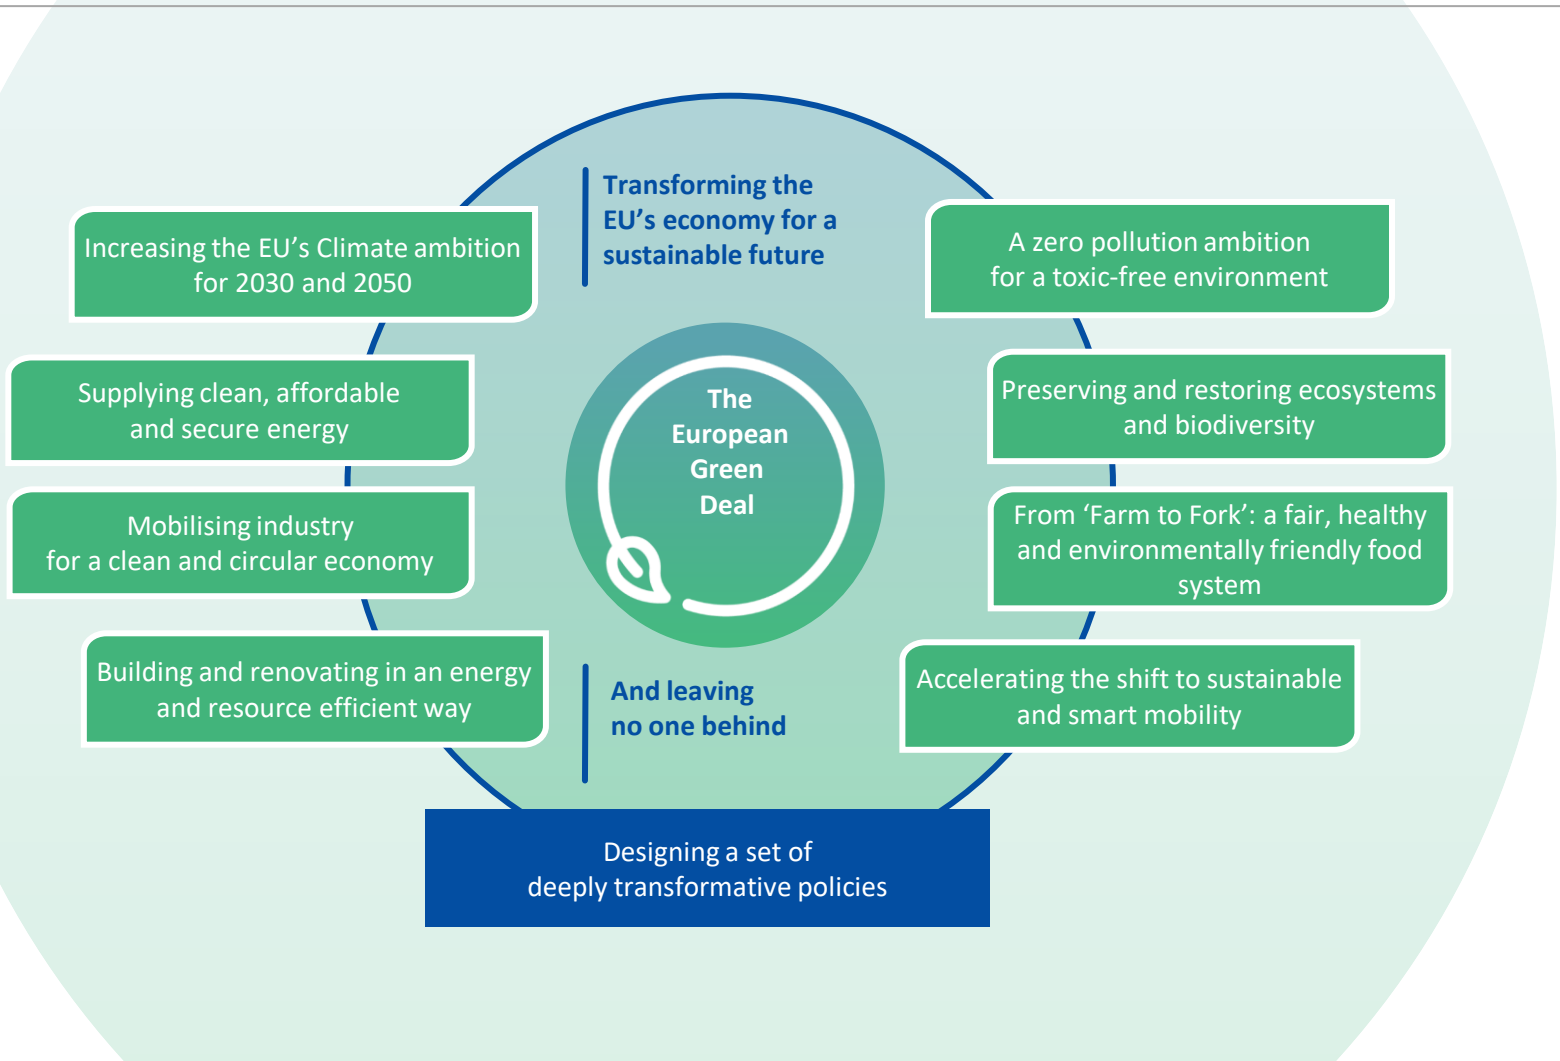 Transforming the
EU’s economy for a
sustainable future
Increasing the EU’s Climate ambition
for 2030 and 2050
Supplying clean, affordable
and secure energy
Mobilising industry
for a clean and circular economy
Building and renovating in an energy
and resource efficient way
The
European
Green
Deal
A zero pollution ambition
for a toxic-free environment
Preserving and restoring ecosystems
and biodiversity
From ‘Farm to Fork’: a fair, healthy
and environmentally friendly food
system
Accelerating the shift to sustainable
and smart mobility
And leaving
no one behind
Designing a set of
deeply transformative policies